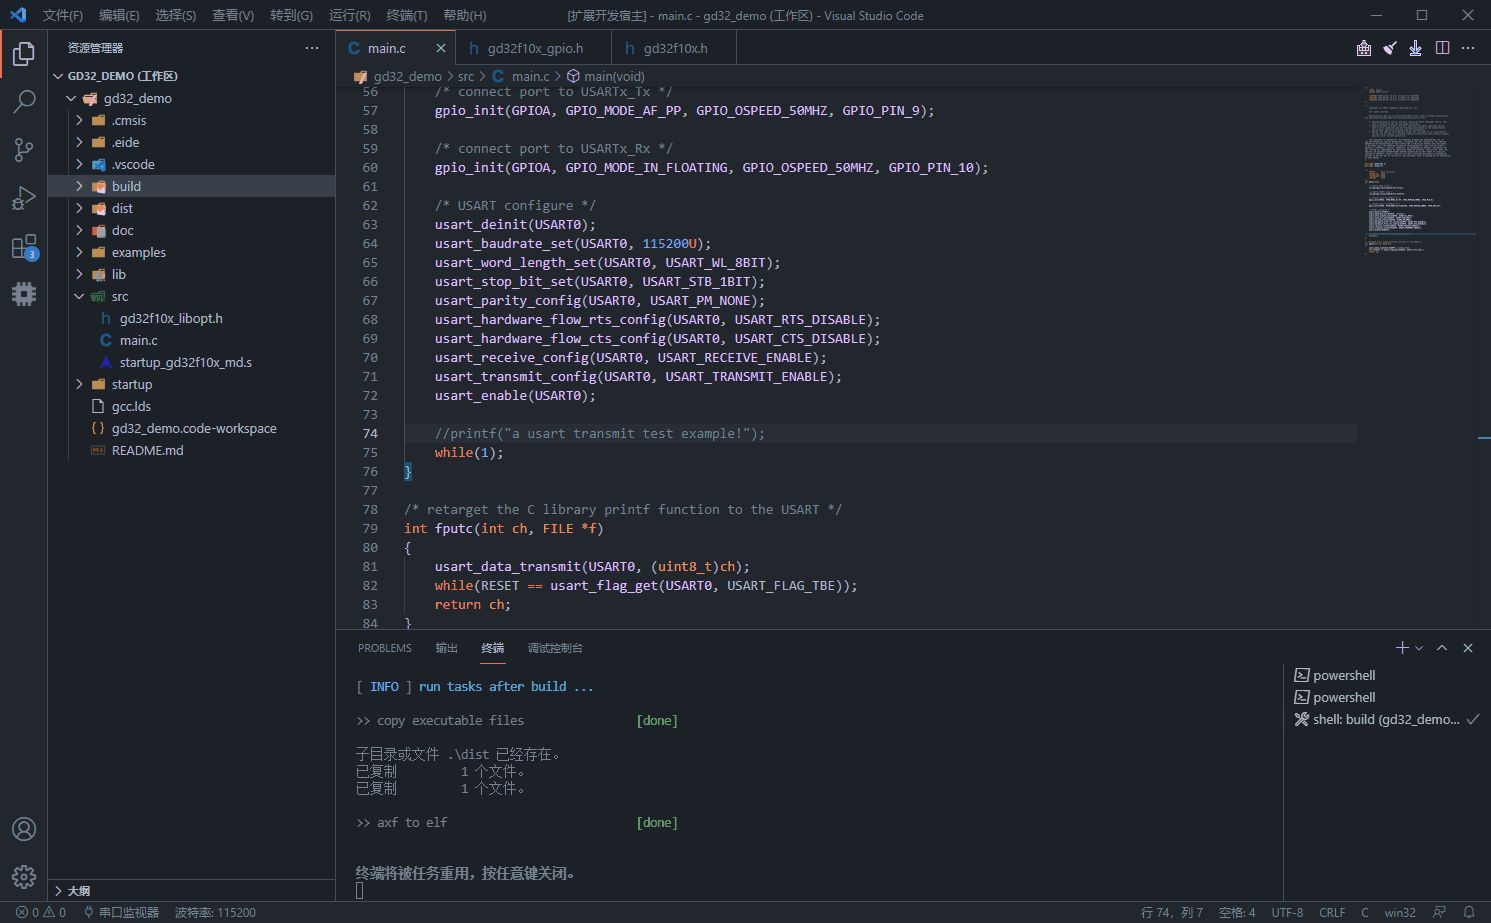 文件(F) 编辑(E) 选择(S) 查看(V) 转到(G) 运行(R) 终端(T) 帮助(H) [扩展开发宿主] - main.c - gd32_demo (工作区) - Visual Studio Code
资源管理器 ···
GD32_DEMO (工作区)
gd32_demo
.cmsis
.eide
.vscode
build
dist
doc
examples
lib
src
gd32f10x_libopt.h
main.c
startup_gd32f10x_md.s
startup
gcc.lds
gd32_demo.code-workspace
README.md
大纲
3
main.c gd32f10x_gpio.h gd32f10x.h
gd32_demo > src > main.c > main(void)
56 /* connect port to USARTx_Tx */
57 gpio_init(GPIOA, GPIO_MODE_AF_PP, GPIO_OSPEED_50MHZ, GPIO_PIN_9);
58
59 /* connect port to USARTx_Rx */
60 gpio_init(GPIOA, GPIO_MODE_IN_FLOATING, GPIO_OSPEED_50MHZ, GPIO_PIN_10);
61
62 /* USART configure */
63 usart_deinit(USART0);
64 usart_baudrate_set(USART0, 115200U);
65 usart_word_length_set(USART0, USART_WL_8BIT);
66 usart_stop_bit_set(USART0, USART_STB_1BIT);
67 usart_parity_config(USART0, USART_PM_NONE);
68 usart_hardware_flow_rts_config(USART0, USART_RTS_DISABLE);
69 usart_hardware_flow_cts_config(USART0, USART_CTS_DISABLE);
70 usart_receive_config(USART0, USART_RECEIVE_ENABLE);
71 usart_transmit_config(USART0, USART_TRANSMIT_ENABLE);
72 usart_enable(USART0);
73
74 //printf("a usart transmit test example!");
75 while(1);
76 }
77
78 /* retarget the C library printf function to the USART */
79 int fputc(int ch, FILE *f)
80 {
81 usart_data_transmit(USART0, (uint8_t)ch);
82 while(RESET == usart_flag_get(USART0, USART_FLAG_TBE));
83 return ch;
84 }
PROBLEMS 输出 终端 调试控制台
[ INFO ] run tasks after build ...
>> copy executable files [done]
子目录或文件 .\dist 已经存在。
已复制 1 个文件。
已复制 1 个文件。
>> axf to elf [done]
终端将被任务重用，按任意键关闭。
powershell
powershell
shell: build (gd32_demo...
0 0 串口监视器 波特率: 115200 行 74, 列 7 空格: 4 UTF-8 CRLF C win32